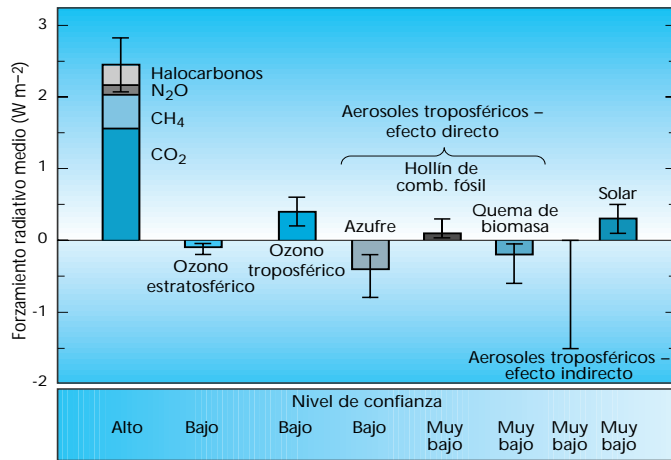 Forzamiento radiativo medio (W m–2)
3
2
1
0
-1
-2
Halocarbonos
N2O
CH4
CO2
Aerosoles troposféricos –
efecto directo
Hollín de
comb. fósil
Azufre
Quema de
biomasa
Solar
Ozono
estratosférico
Ozono
troposférico
Aerosoles troposféricos –
efecto indirecto
Nivel de confianza
Alto
Bajo
Bajo
Bajo
Muy
bajo
Muy
bajo
Muy
bajo
Muy
bajo